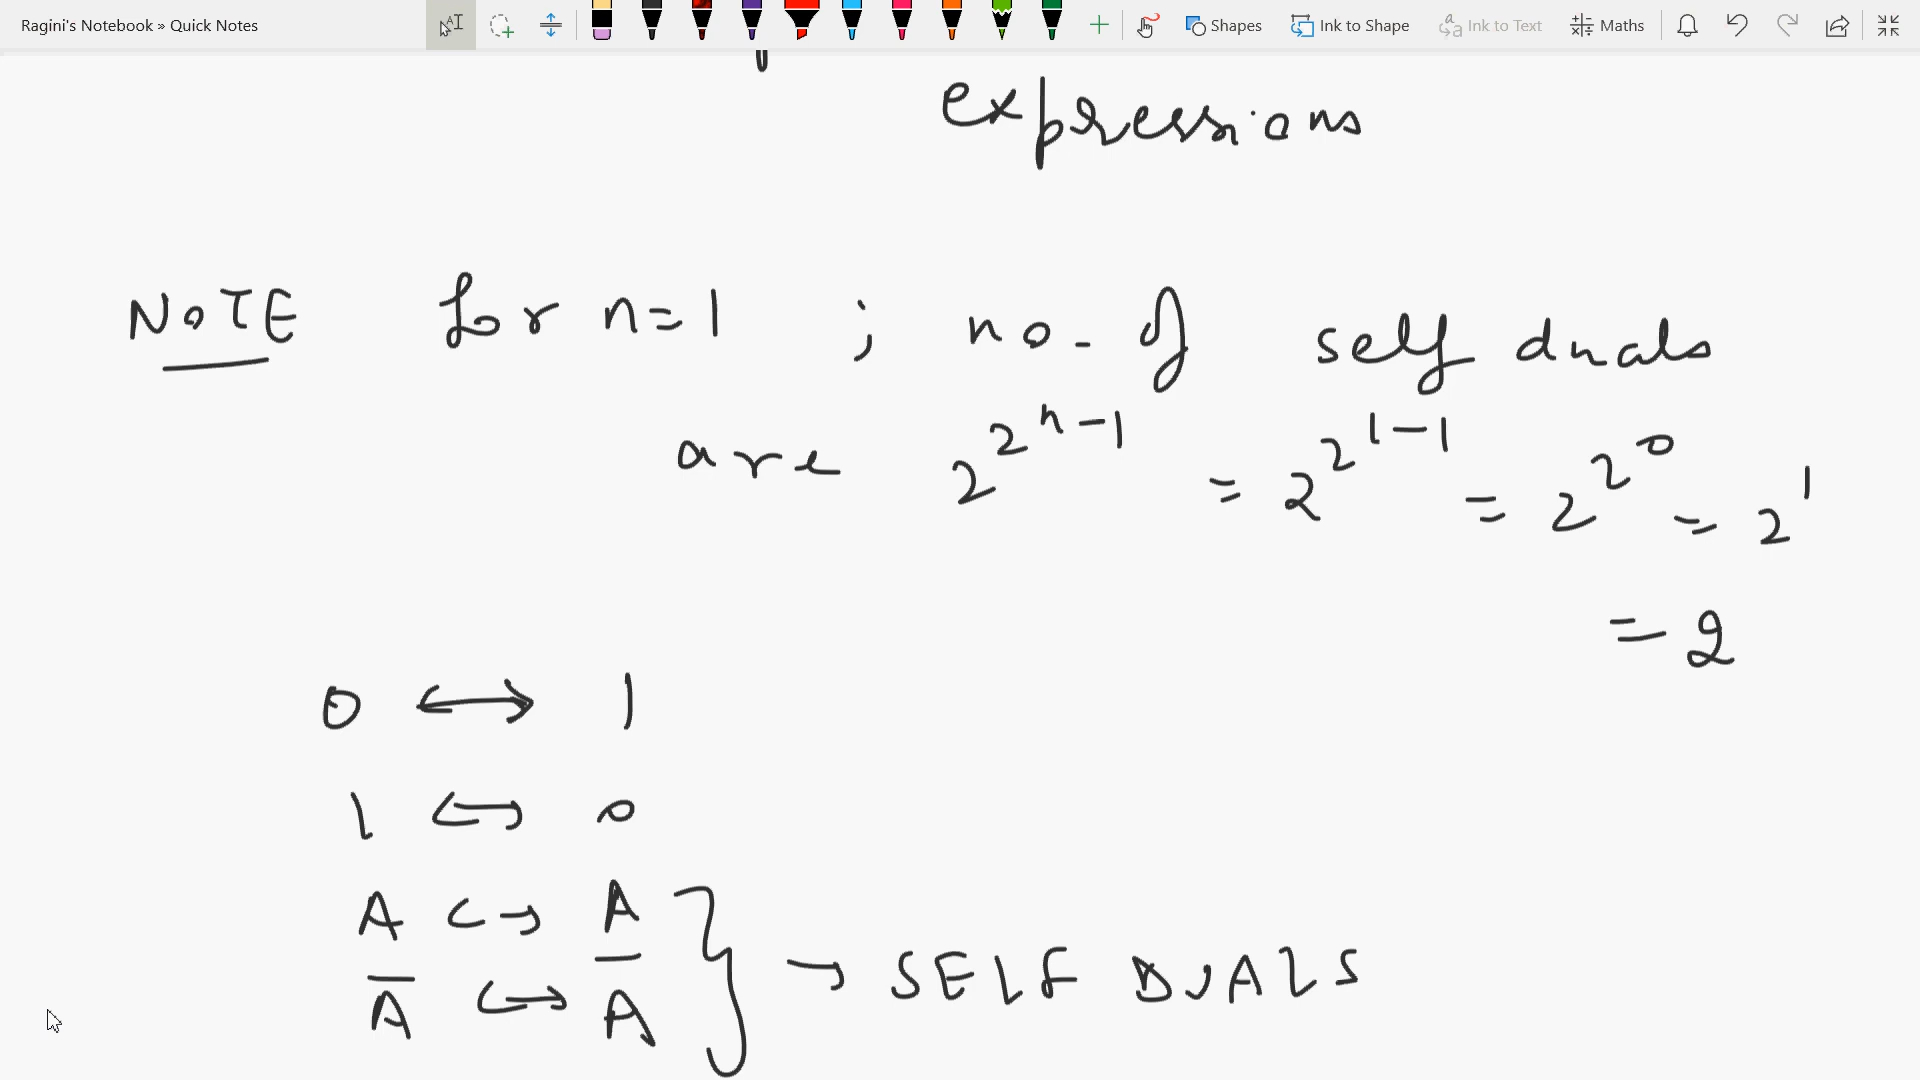 Ragini's Notebook » Quick Notes Shapes Ink to Shape Ink to Text Maths
expressions
NOTE for n=1 ; no. of self duals
are 2^2^n-1 = 2^2^1-1 = 2^2^0 = 2^1
= 2
0 ↔ 1
1 ↔ 0
A ↔ A
A̅ ↔ A̅ } → SELF DUALS